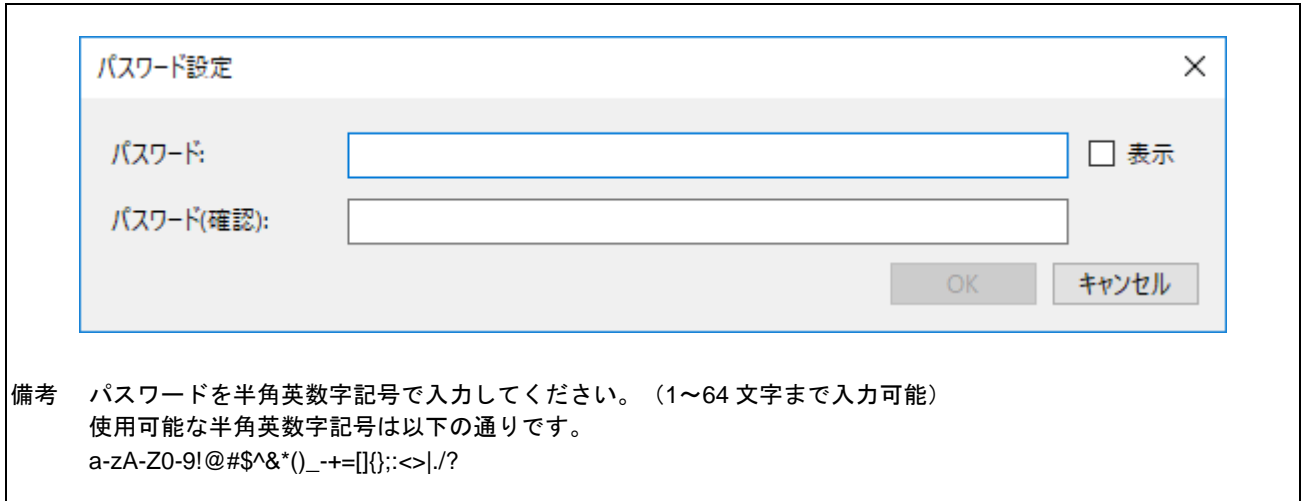 パスワード設定
パスワード: 表示
パスワード(確認):
OK キャンセル
備考 パスワードを半角英数字記号で入力してください。（1～64 文字まで入力可能）
使用可能な半角英数字記号は以下の通りです。
a-zA-Z0-9!@#$^&*()_-+=[]{};:<>|./?